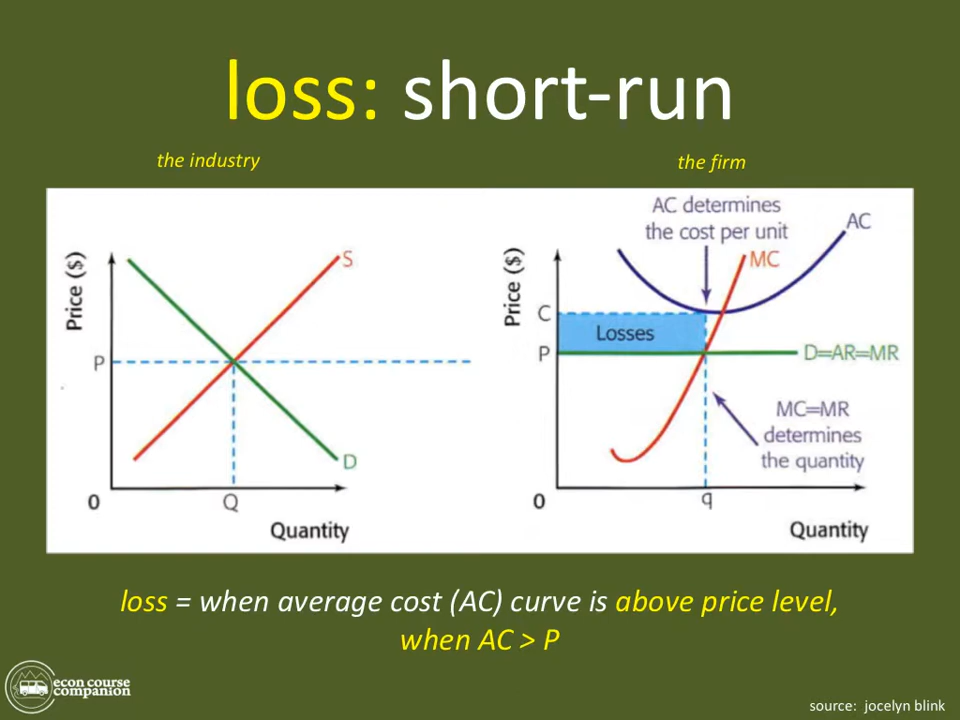 loss: short-run
the industry
the firm
Price ($)
S
P
D
0
Q
Quantity
AC determines
the cost per unit
AC
Price ($)
MC
C
Losses
P
D=AR=MR
MC=MR
determines
the quantity
0
q
Quantity
loss = when average cost (AC) curve is above price level,
when AC > P
econ course
companion
source: jocelyn blink